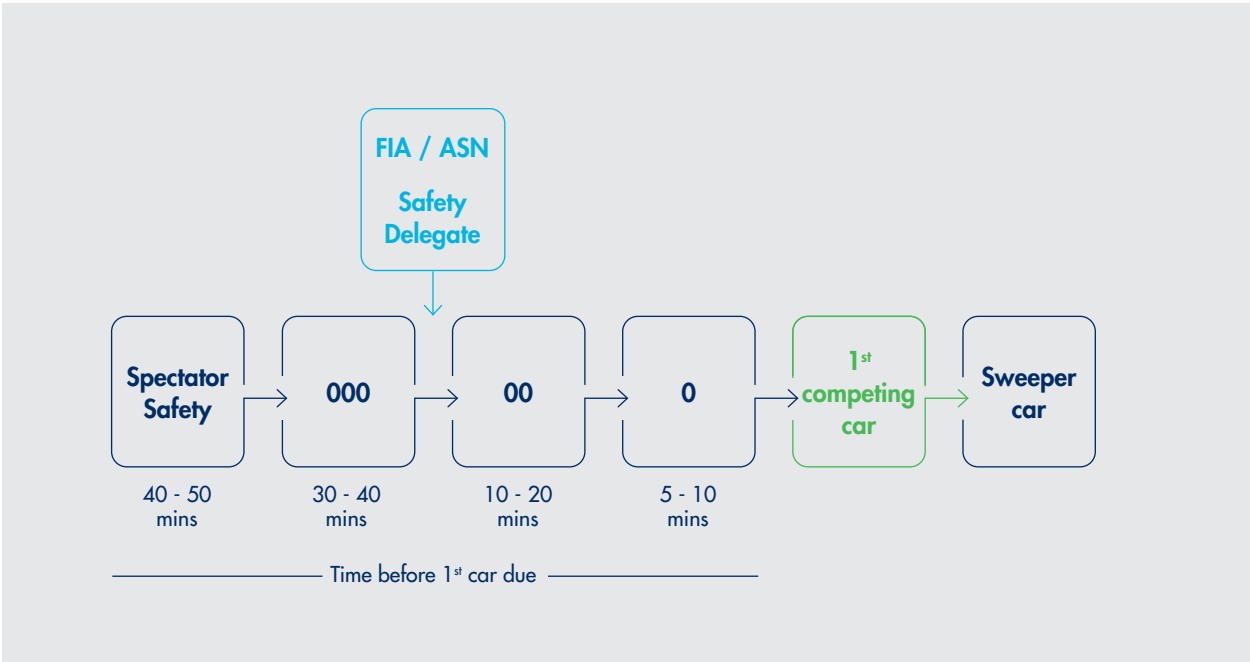 FIA / ASN
Safety
Delegate
Spectator
Safety
000
00
0
1st
competing
car
Sweeper
car
40 - 50
mins
30 - 40
mins
10 - 20
mins
5 - 10
mins
Time before 1st car due